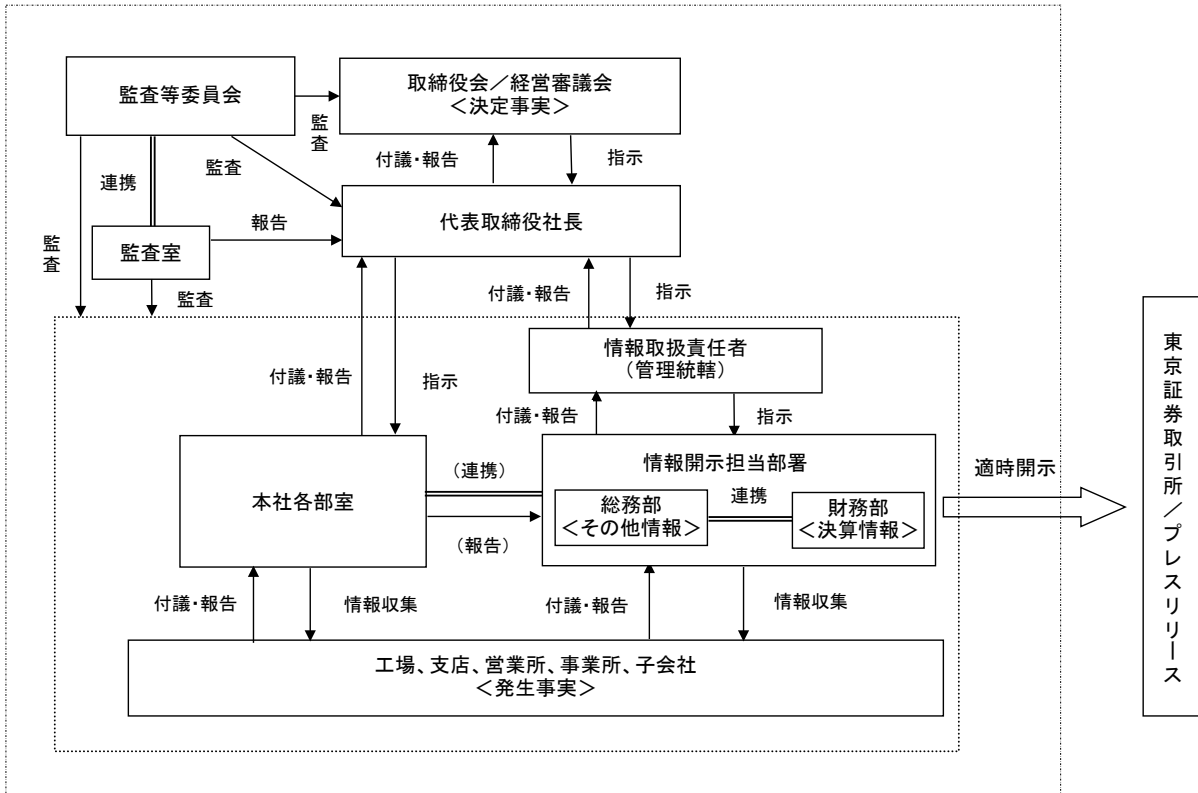 監査等委員会
取締役会／経営審議会
＜決定事実＞
監査
付議・報告
指示
監査
連携
代表取締役社長
報告
監査室
監査
監査
付議・報告
指示
情報取扱責任者
（管理統轄）
付議・報告
指示
付議・報告
指示
情報開示担当部署
適時開示
東京証券取引所／プレスリリース
本社各部室
（連携）
総務部
＜その他情報＞
連携
財務部
＜決算情報＞
（報告）
付議・報告
情報収集
付議・報告
情報収集
工場、支店、営業所、事業所、子会社
＜発生事実＞